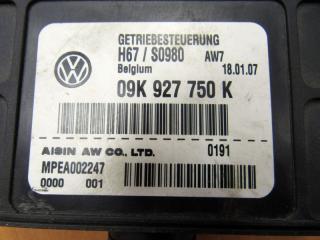 GETRIEBESTEUERUNG
H67 / S0980 AW7
Belgium 18.01.07
09K 927 750 K
AISIN AW CO., LTD. 0191
MPEA002247
0000 001